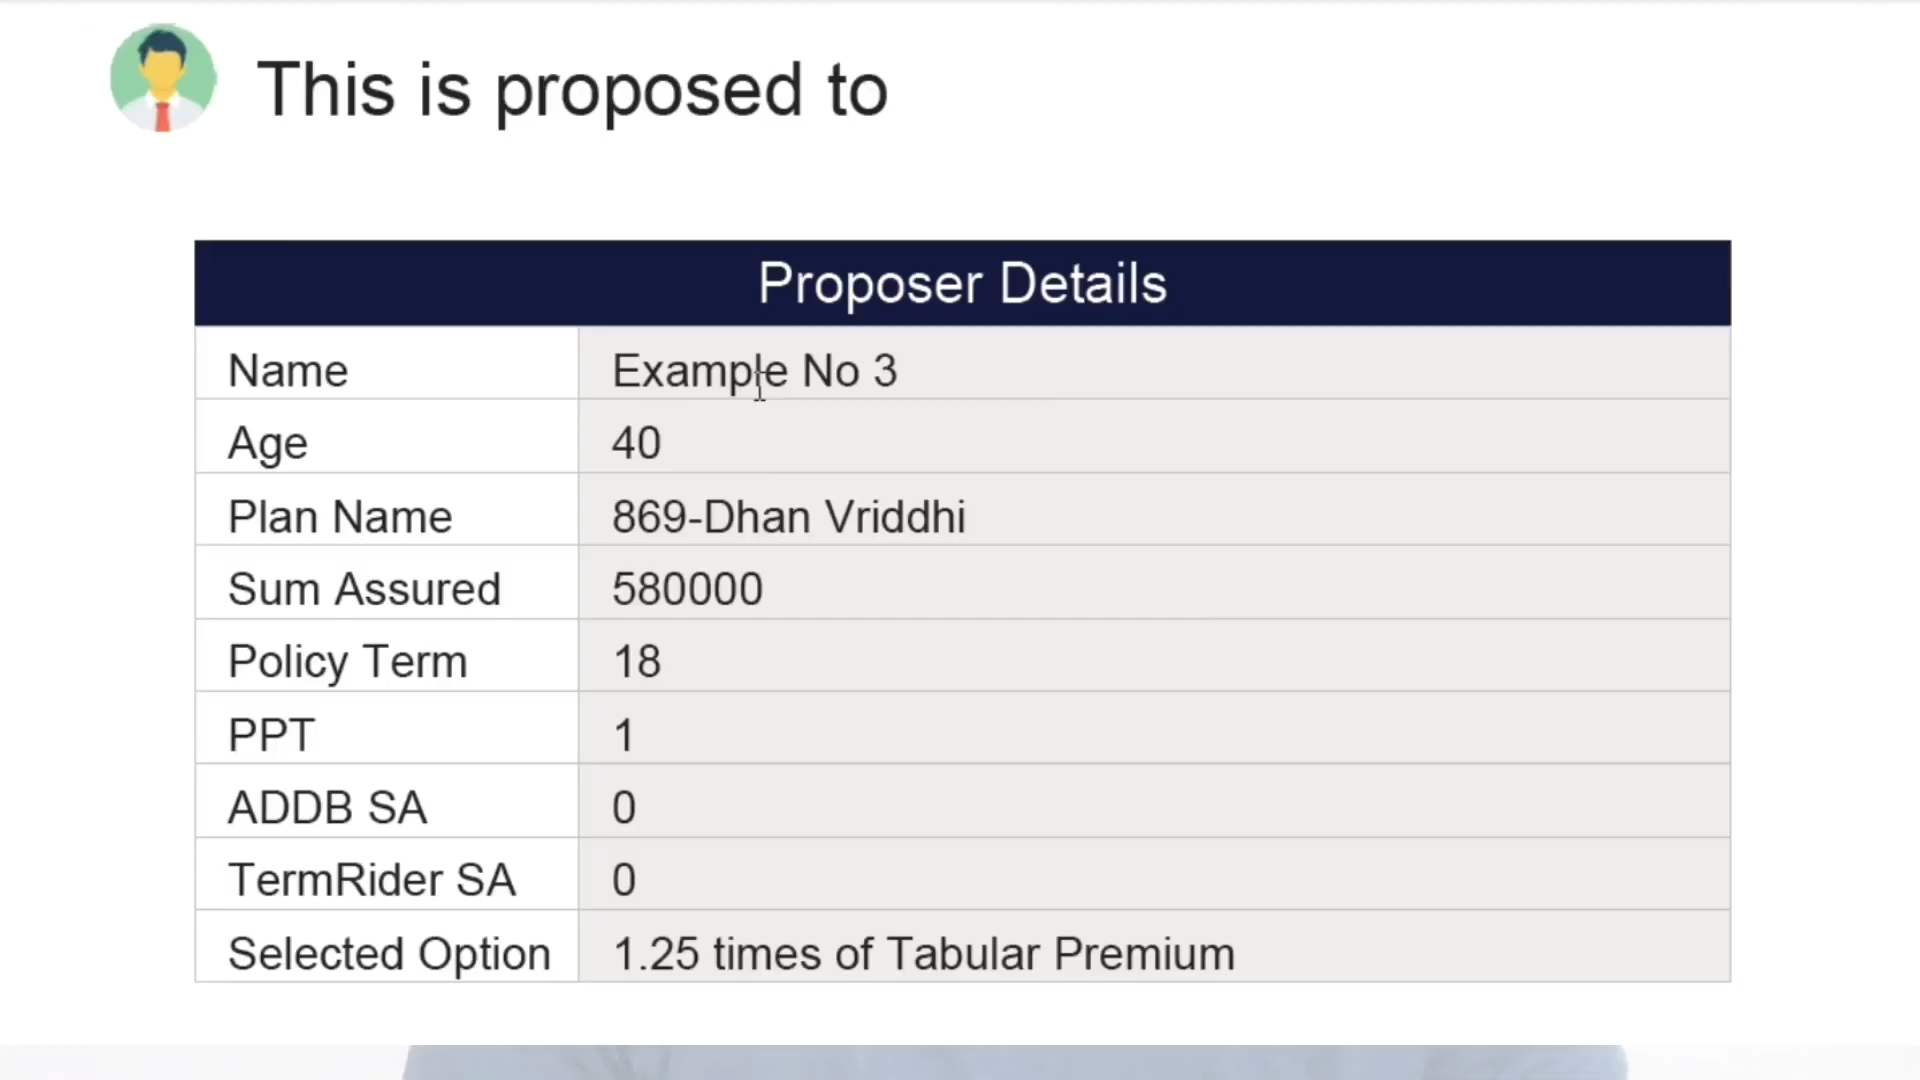 This is proposed to
Proposer Details
Name Example No 3
Age 40
Plan Name 869-Dhan Vriddhi
Sum Assured 580000
Policy Term 18
PPT 1
ADDB SA 0
TermRider SA 0
Selected Option 1.25 times of Tabular Premium